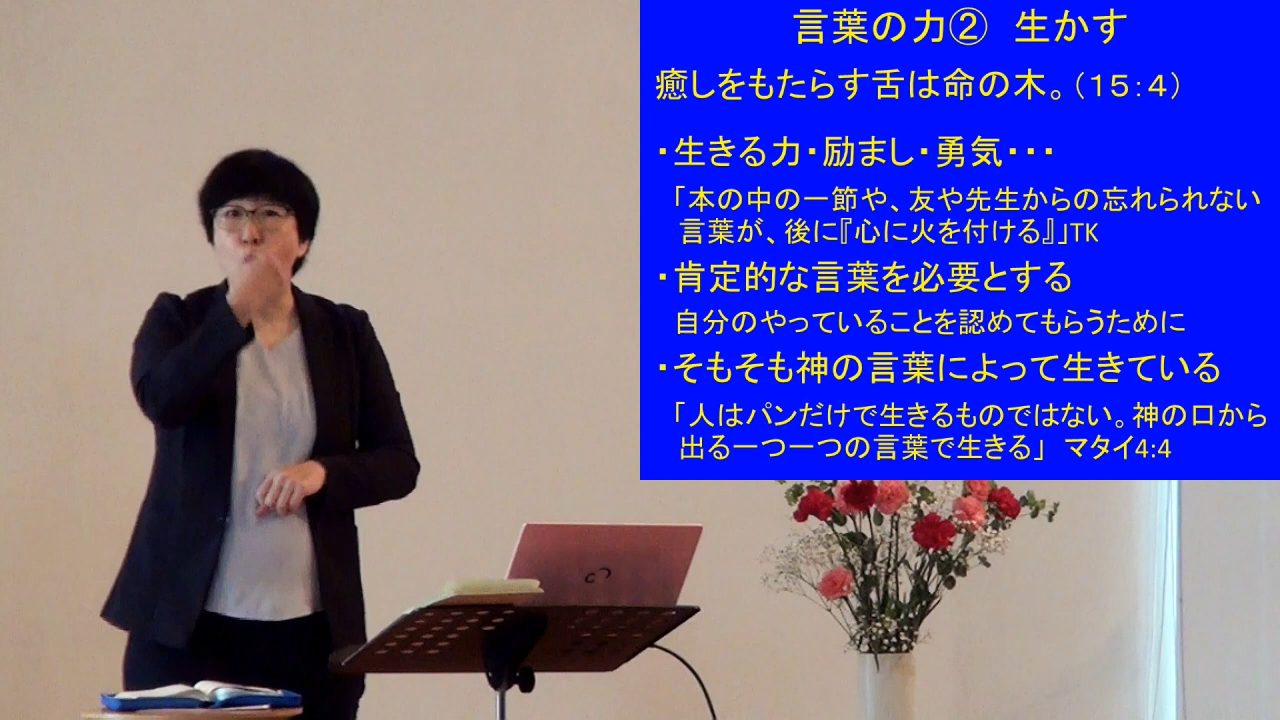 言葉の力② 生かす
癒しをもたらす舌は命の木。（１５：４）
・生きる力・励まし・勇気・・・
「本の中の一節や、友や先生からの忘れられない
言葉が、後に『心に火を付ける』」TK
・肯定的な言葉を必要とする
自分のやっていることを認めてもらうために
・そもそも神の言葉によって生きている
「人はパンだけで生きるものではない。神の口から
出る一つ一つの言葉で生きる」 マタイ4:4